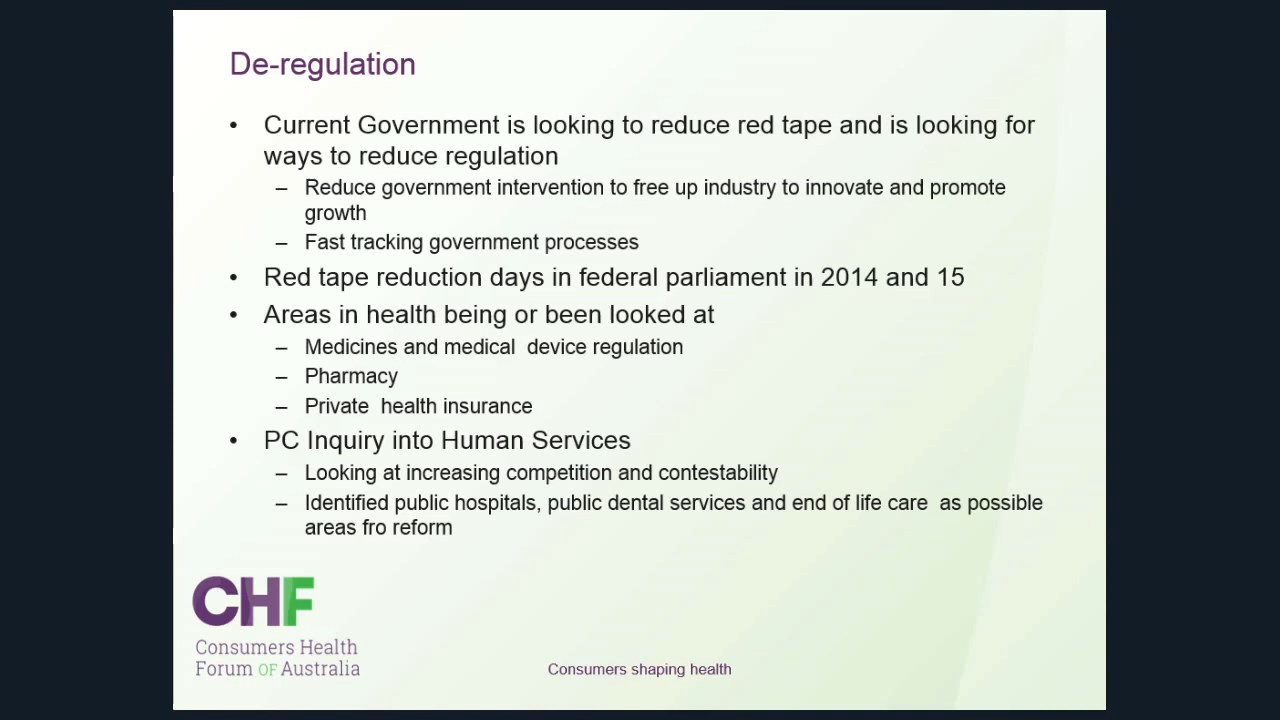 De-regulation
• Current Government is looking to reduce red tape and is looking for
ways to reduce regulation
– Reduce government intervention to free up industry to innovate and promote
growth
– Fast tracking government processes
• Red tape reduction days in federal parliament in 2014 and 15
• Areas in health being or been looked at
– Medicines and medical  device regulation
– Pharmacy
– Private  health insurance
• PC Inquiry into Human Services
– Looking at increasing competition and contestability
– Identified public hospitals, public dental services and end of life care  as possible
areas fro reform
CHF
Consumers Health
Forum OF Australia
Consumers shaping health